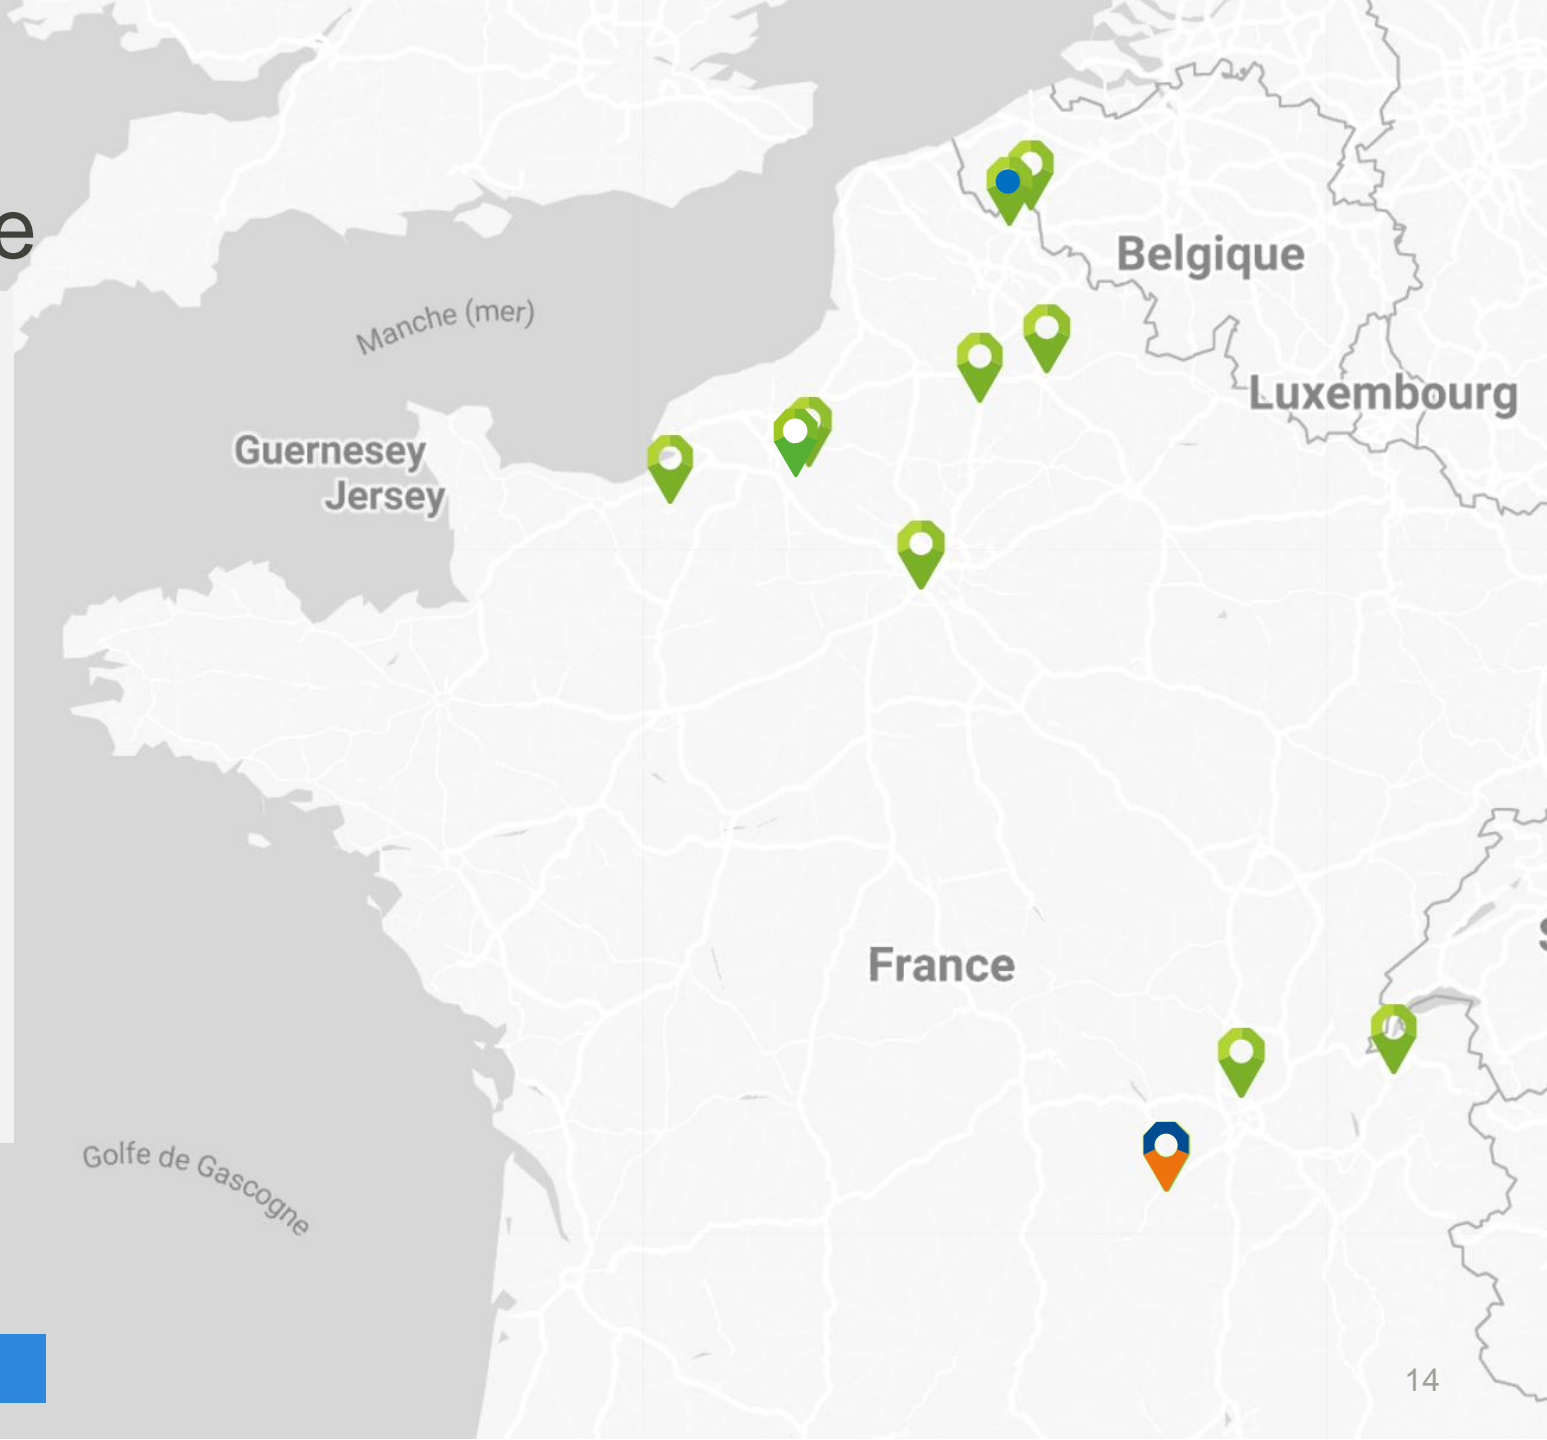 e
Belgique
Manche (mer)
Luxembourg
Guernesey
Jersey
France
S
Golfe de Gascogne
14